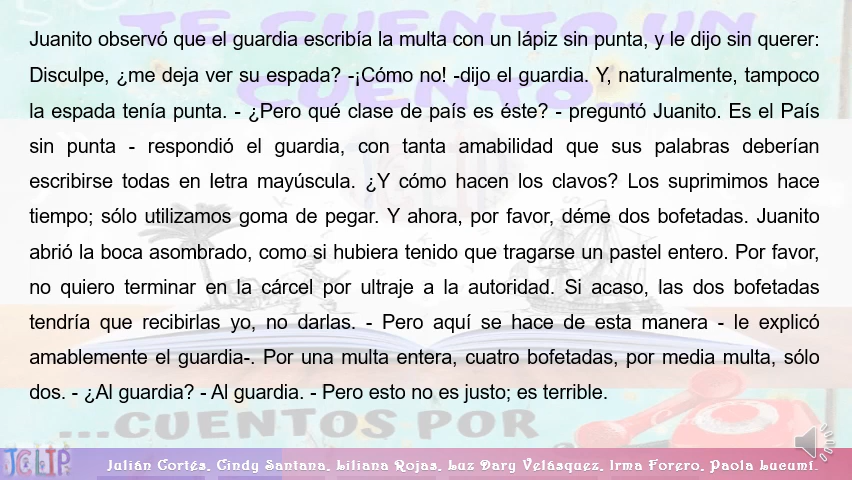 TE CUENTO UN
CUENTO...
Juanito observó que el guardia escribía la multa con un lápiz sin punta, y le dijo sin querer:
Disculpe, ¿me deja ver su espada? -¡Cómo no! -dijo el guardia. Y, naturalmente, tampoco
la espada tenía punta. - ¿Pero qué clase de país es éste? - preguntó Juanito. Es el País
sin punta - respondió el guardia, con tanta amabilidad que sus palabras deberían
escribirse todas en letra mayúscula. ¿Y cómo hacen los clavos? Los suprimimos hace
tiempo; sólo utilizamos goma de pegar. Y ahora, por favor, déme dos bofetadas. Juanito
abrió la boca asombrado, como si hubiera tenido que tragarse un pastel entero. Por favor,
no quiero terminar en la cárcel por ultraje a la autoridad. Si acaso, las dos bofetadas
tendría que recibirlas yo, no darlas. - Pero aquí se hace de esta manera - le explicó
amablemente el guardia-. Por una multa entera, cuatro bofetadas, por media multa, sólo
dos. - ¿Al guardia? - Al guardia. - Pero esto no es justo; es terrible.
...CUENTOS POR
Julián Cortés, Cindy Santana, Liliana Rojas, Luz Dary Velásquez, Irma Forero, Paola Lucumí.